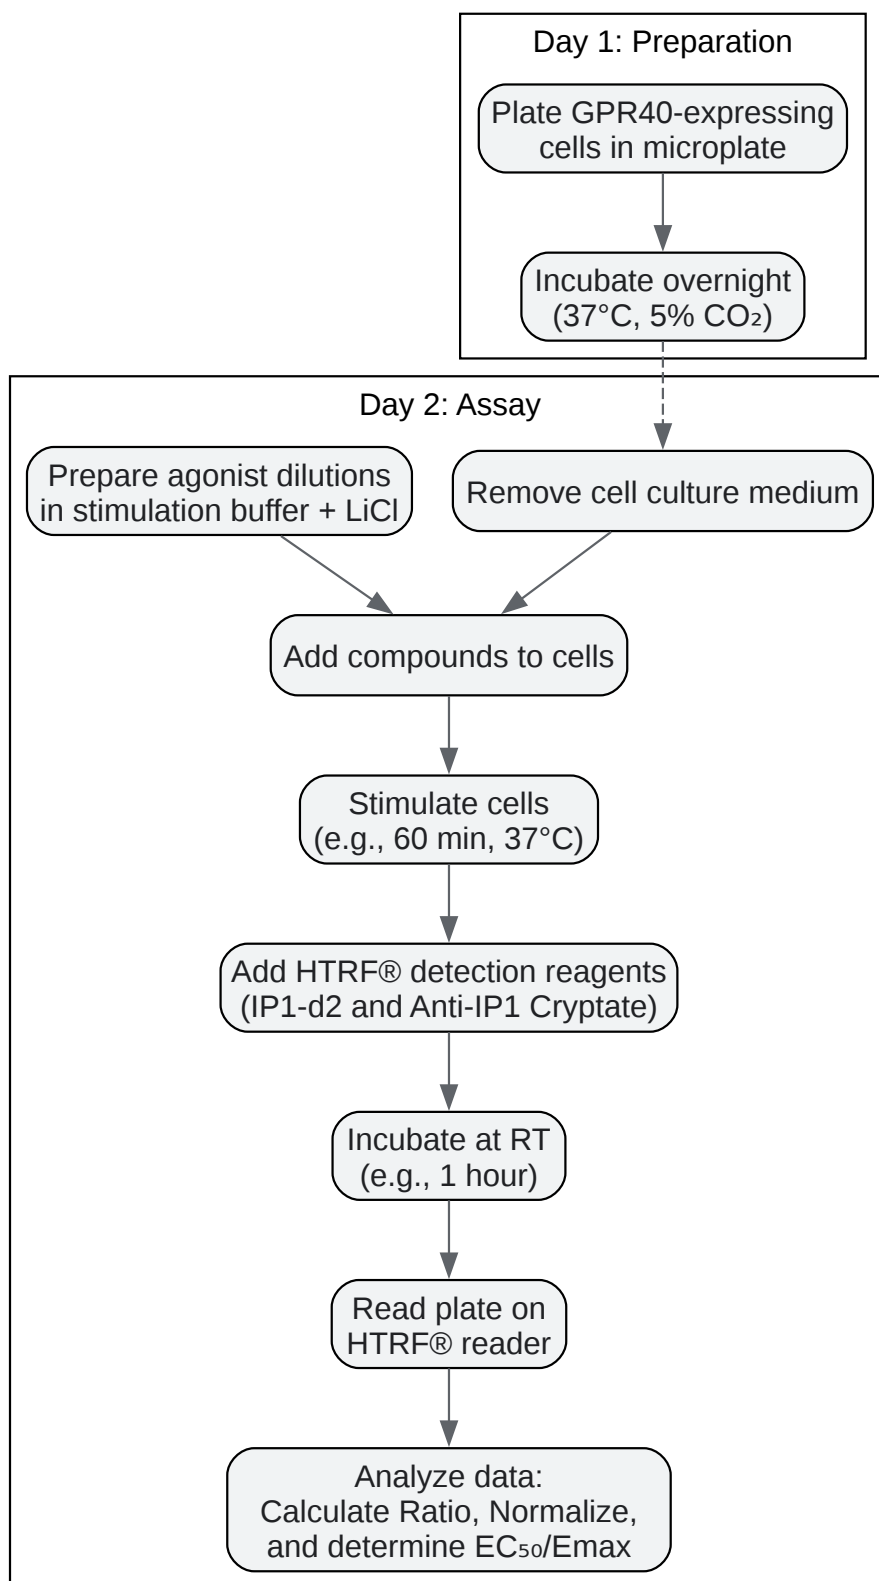 Day 1: Preparation
Plate GPR40-expressing
cells in microplate
Incubate overnight
(37°C, 5% CO₂)
Day 2: Assay
Prepare agonist dilutions
in stimulation buffer + LiCl
Remove cell culture medium
Add compounds to cells
Stimulate cells
(e.g., 60 min, 37°C)
Add HTRF® detection reagents
(IP1-d2 and Anti-IP1 Cryptate)
Incubate at RT
(e.g., 1 hour)
Read plate on
HTRF® reader
Analyze data:
Calculate Ratio, Normalize,
and determine EC₅₀/Emax